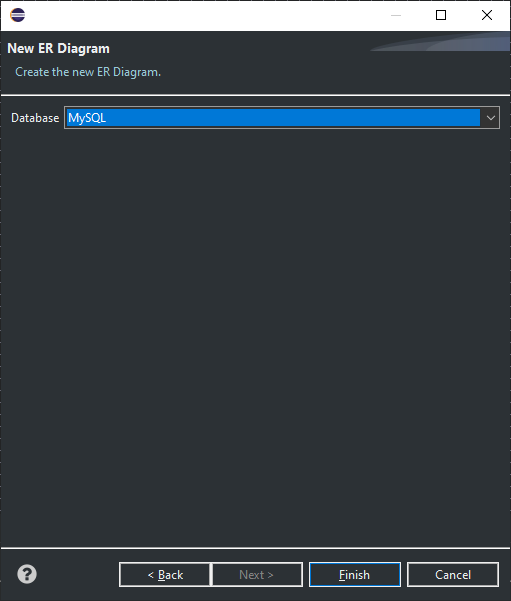 New ER Diagram
Create the new ER Diagram.
Database MySQL
?
< Back Next > Finish Cancel